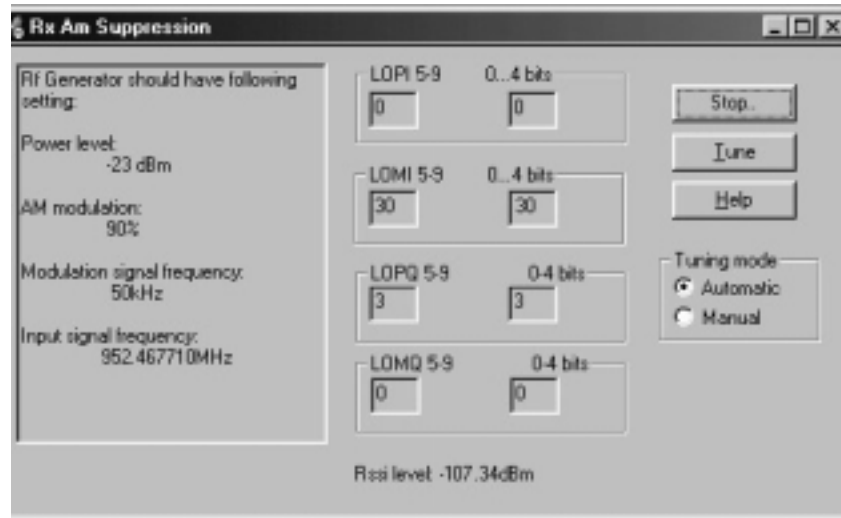 Rx Am Suppression
Rf Generator should have following
setting:
Power level:
-23 dBm
AM modulation:
90%
Modulation signal frequency:
50kHz
Input signal frequency:
952.467710MHz
LOPI 5-9 0...4 bits
0 0
LOMI 5-9 0...4 bits
30 30
LOPQ 5-9 0-4 bits
3 3
LOMQ 5-9 0-4 bits
0 0
Rssi level: -107.34dBm
Stop..
Tune
Help
Tuning mode
Automatic
Manual